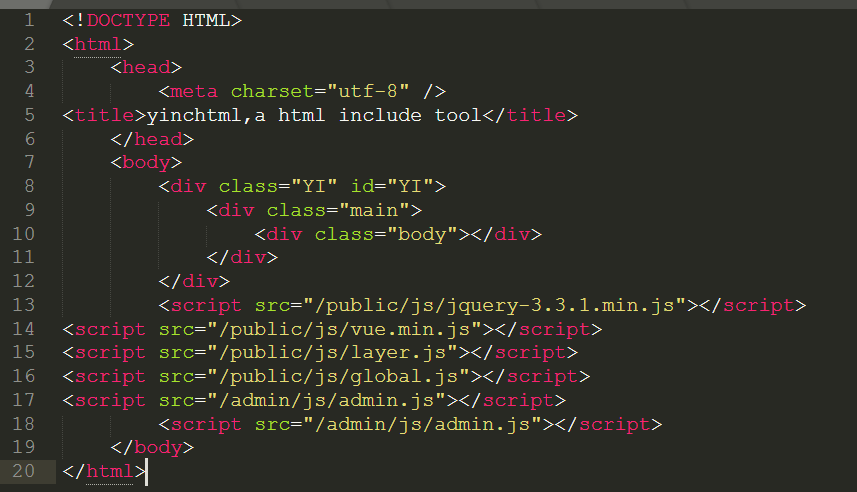 1 <!DOCTYPE HTML>
2 <html>
3     <head>
4         <meta charset="utf-8" />
5 <title>yinchtml,a html include tool</title>
6     </head>
7     <body>
8         <div class="YI" id="YI">
9             <div class="main">
10                 <div class="body"></div>
11             </div>
12         </div>
13         <script src="/public/js/jquery-3.3.1.min.js"></script>
14 <script src="/public/js/vue.min.js"></script>
15 <script src="/public/js/layer.js"></script>
16 <script src="/public/js/global.js"></script>
17 <script src="/admin/js/admin.js"></script>
18         <script src="/admin/js/admin.js"></script>
19     </body>
20 </html>